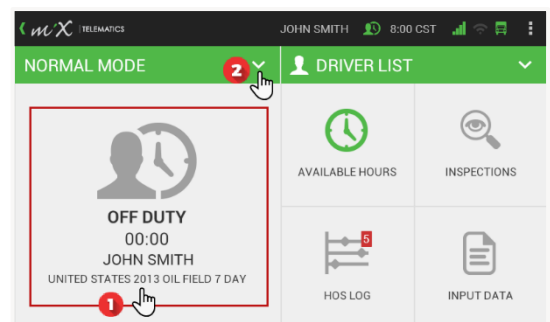 MiX TELEMATICS JOHN SMITH 8:00 CST
NORMAL MODE 2 DRIVER LIST
OFF DUTY
00:00
JOHN SMITH
UNITED STATES 2013 OIL FIELD 7 DAY
1
AVAILABLE HOURS INSPECTIONS
5
HOS LOG INPUT DATA